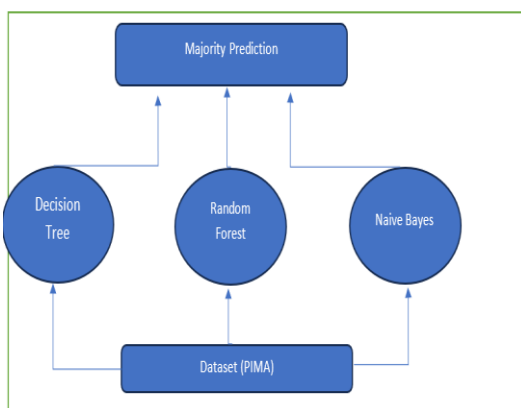 Majority Prediction
Decision
Tree
Random
Forest
Naive Bayes
Dataset (PIMA)